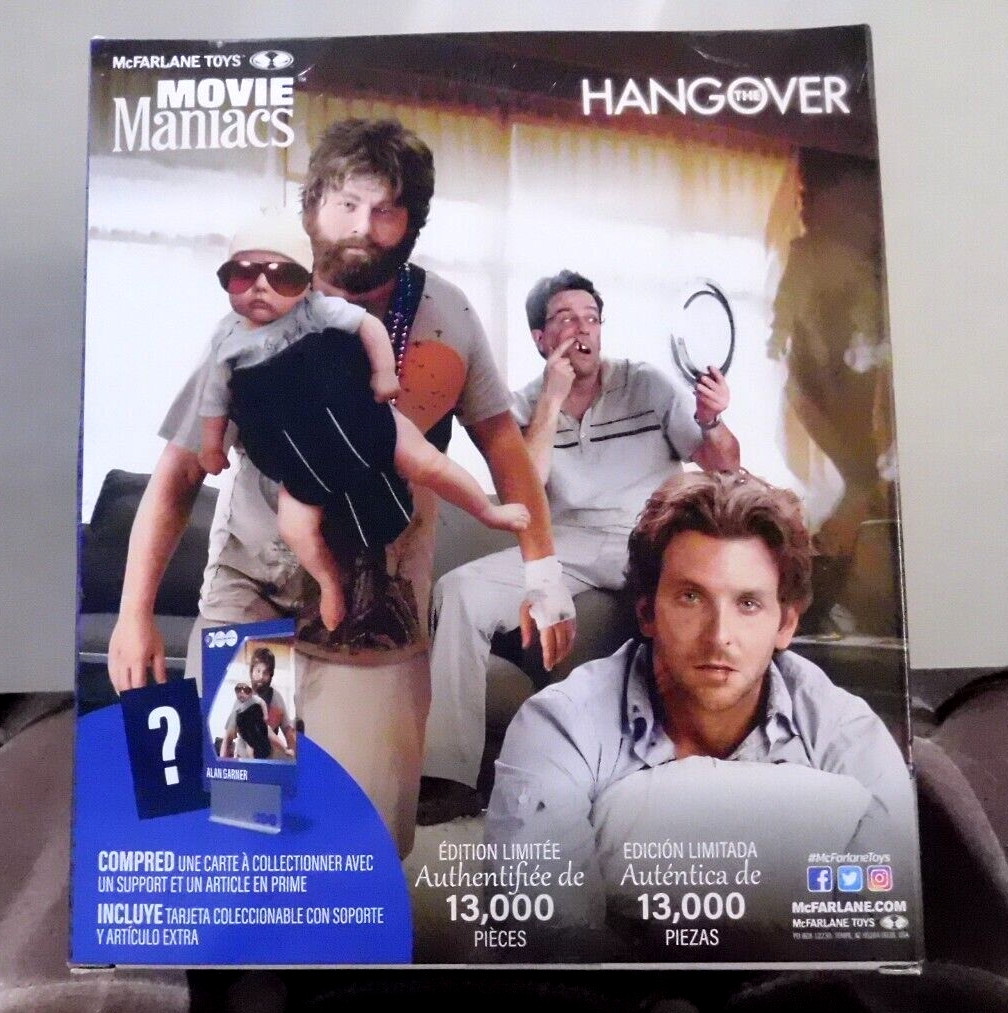 McFARLANE TOYS
MOVIE
Maniacs
THE HANGOVER
?
100
ALAN GARNER
COMPRED UNE CARTE À COLLECTIONNER AVEC
UN SUPPORT ET UN ARTICLE EN PRIME
INCLUYE TARJETA COLECCIONABLE CON SOPORTE
Y ARTÍCULO EXTRA
ÉDITION LIMITÉE
Authentifiée de
13,000
PIÈCES
EDICIÓN LIMITADA
Auténtica de
13,000
PIEZAS
#McFarlaneToys
McFARLANE.COM
McFARLANE TOYS